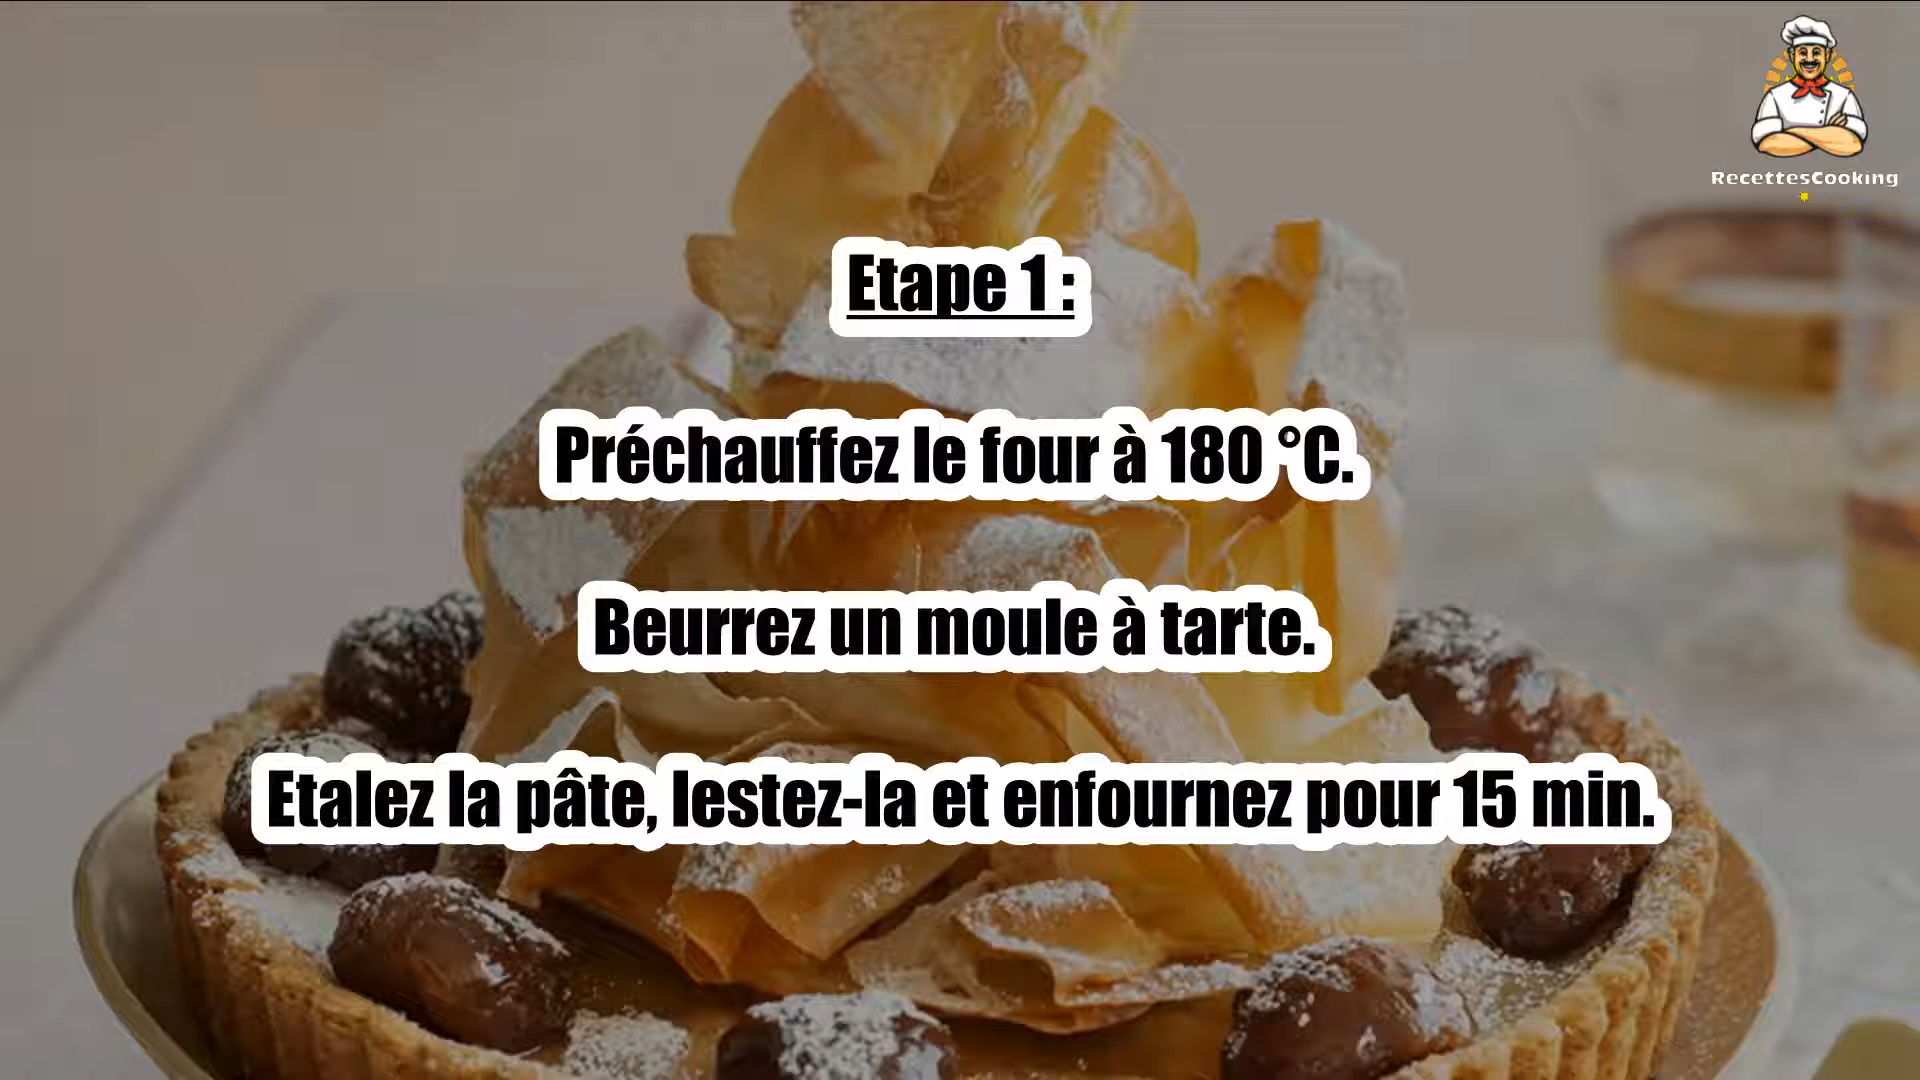 RecettesCooking
Etape 1 :
Préchauffez le four à 180 °C.
Beurrez un moule à tarte.
Etalez la pâte, lestez-la et enfournez pour 15 min.